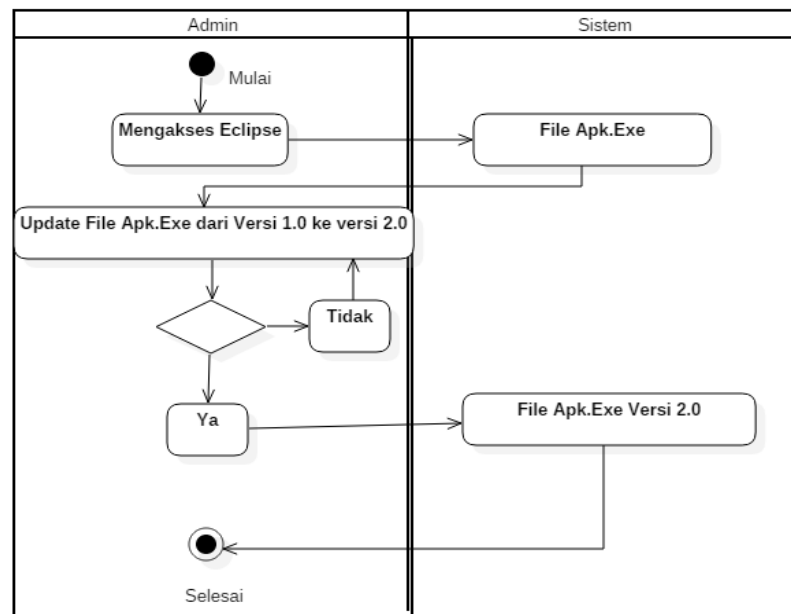 Admin
Sistem
Mulai
Mengakses Eclipse
File Apk.Exe
Update File Apk.Exe dari Versi 1.0 ke versi 2.0
Tidak
Ya
File Apk.Exe Versi 2.0
Selesai